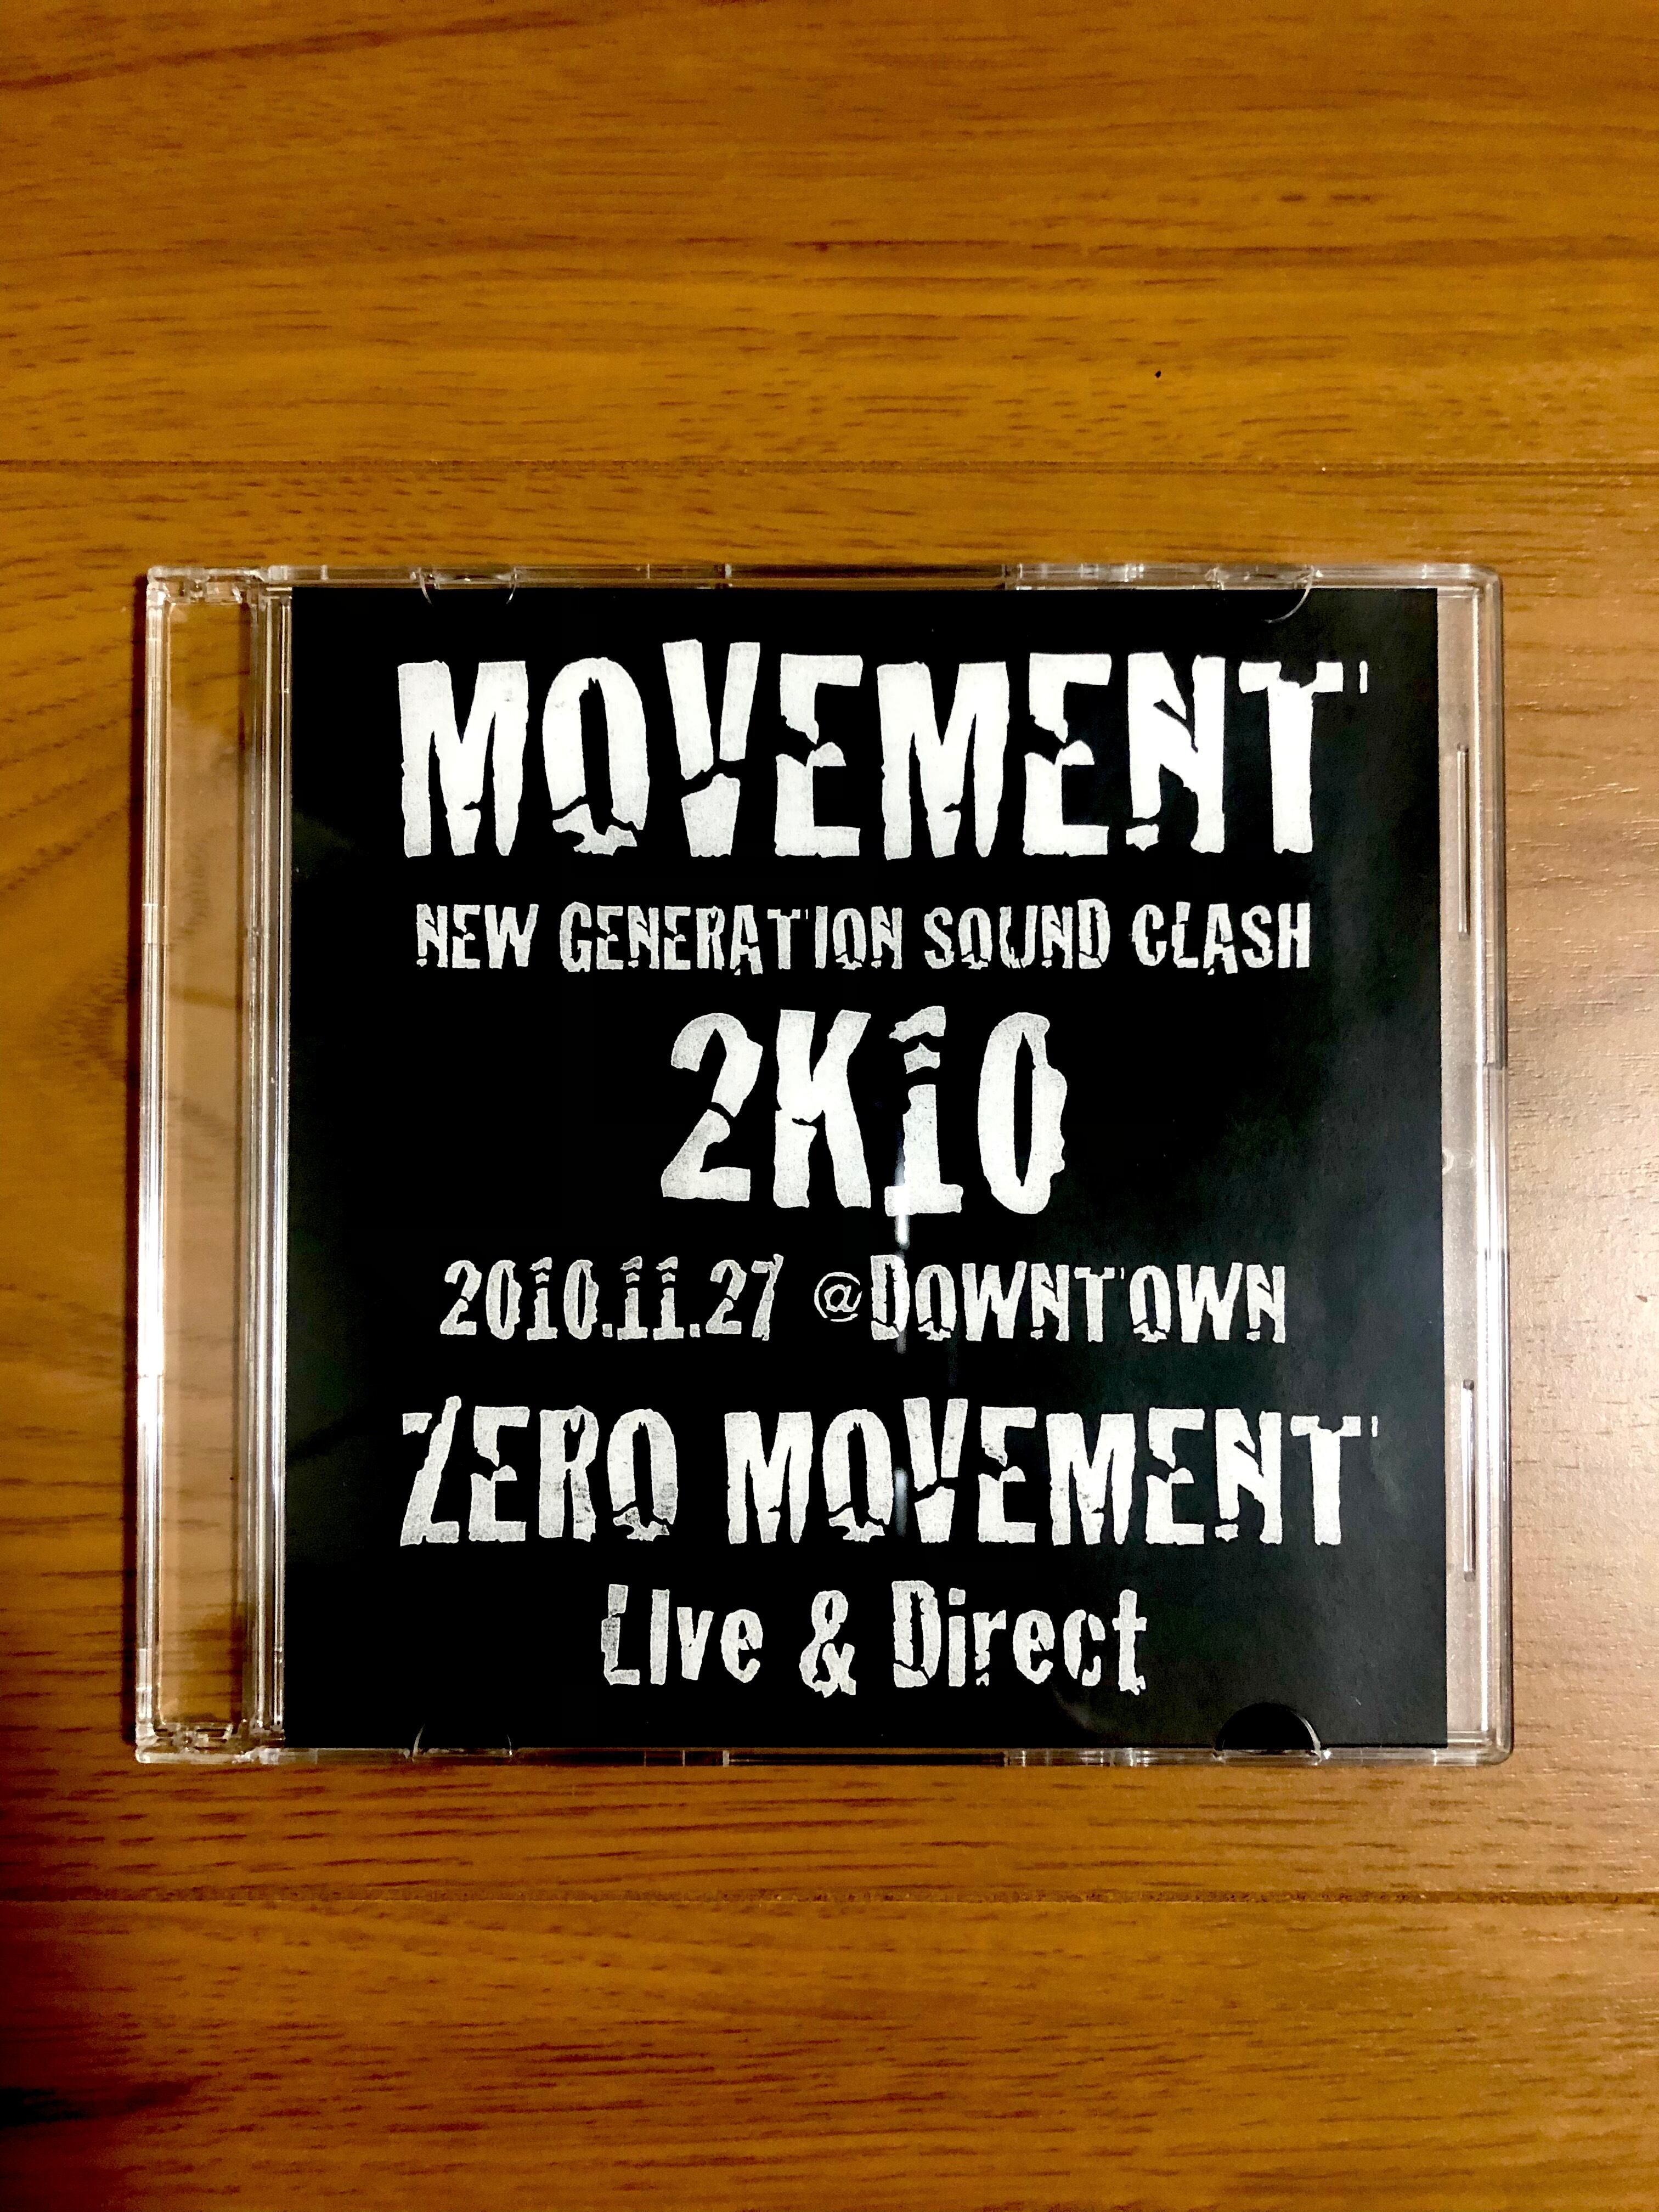 MOVEMENT
NEW GENERATION SOUND CLASH
2K10
2010.11.27 @DOWNTOWN
ZERO MOVEMENT
LIve & Direct